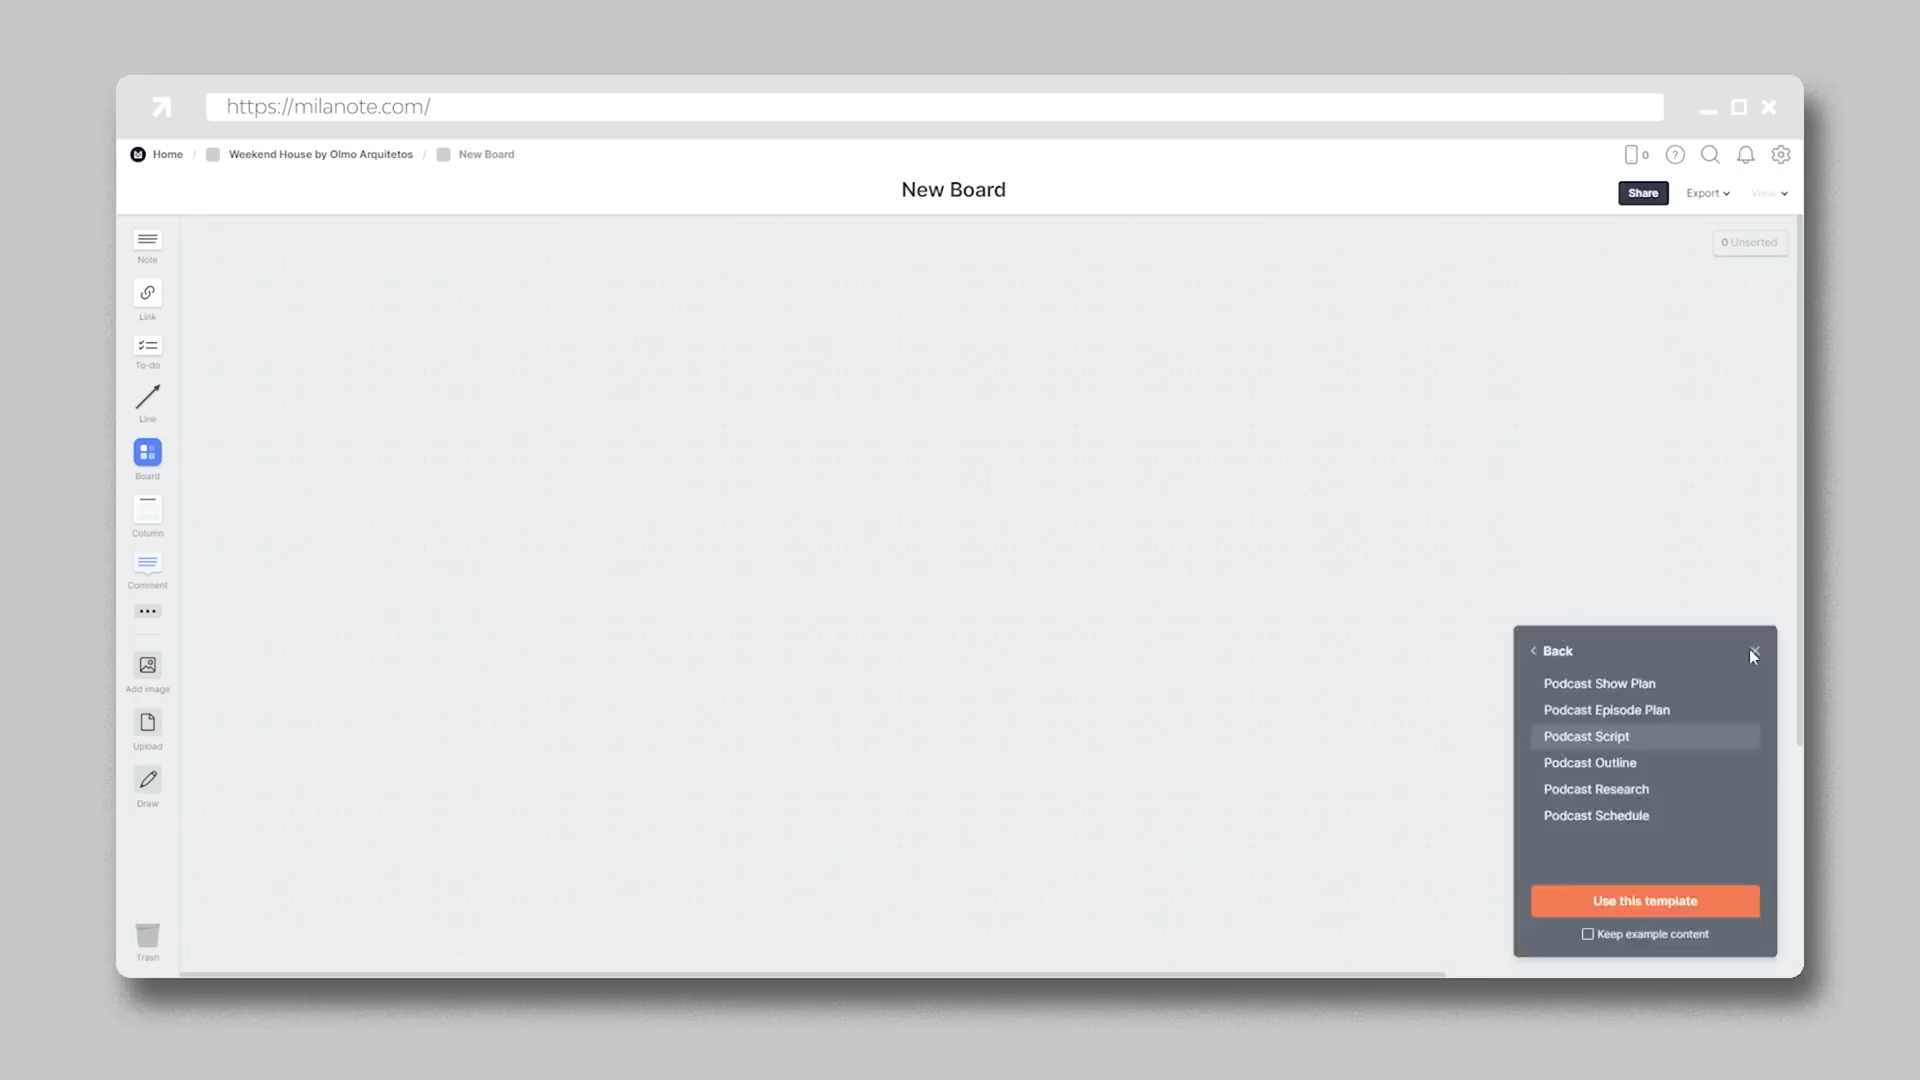 https://milanote.com/
Home / Weekend House by Olmo Arquitetos / New Board
0
New Board
Share
Export
View
0 Unsorted
Note
Link
To-do
Line
Board
Column
Comment
Add image
Upload
Draw
Trash
Back
Podcast Show Plan
Podcast Episode Plan
Podcast Script
Podcast Outline
Podcast Research
Podcast Schedule
Use this template
Keep example content